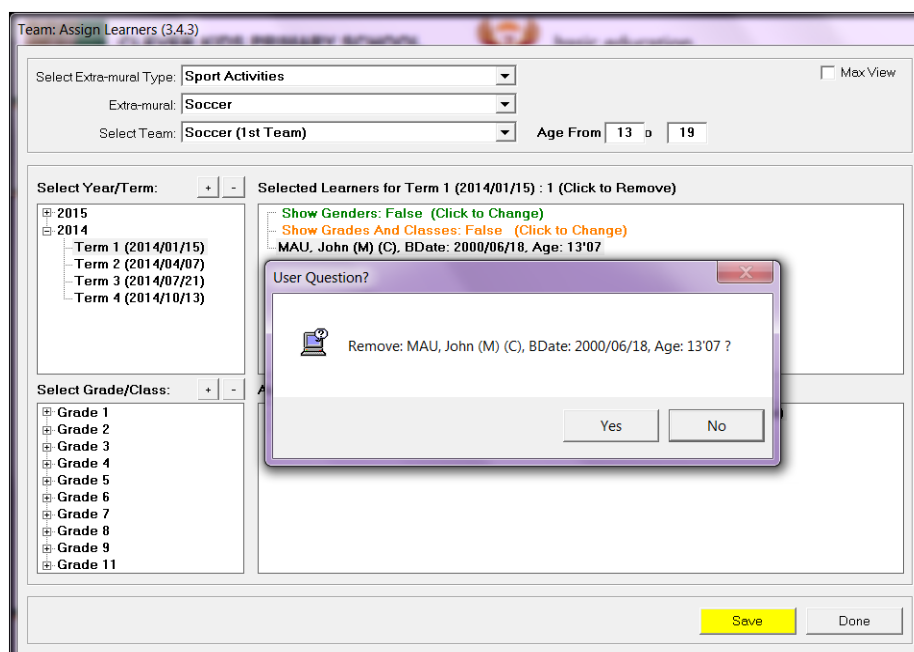 Team: Assign Learners (3.4.3)
CLEVER KIDS PRIMARY SCHOOL basic education
Select Extra-mural Type: Sport Activities
Max View
Extra-mural: Soccer
Select Team: Soccer (1st Team) Age From 13 o 19
Select Year/Term: + - Selected Learners for Term 1 (2014/01/15) : 1 (Click to Remove)
2015
2014
Term 1 (2014/01/15)
Term 2 (2014/04/07)
Term 3 (2014/07/21)
Term 4 (2014/10/13)
Show Genders: False (Click to Change)
Show Grades And Classes: False (Click to Change)
MAU, John (M) (C), BDate: 2000/06/18, Age: 13'07
User Question?
Remove: MAU, John (M) (C), BDate: 2000/06/18, Age: 13'07 ?
Yes No
Select Grade/Class: + -
Grade 1
Grade 2
Grade 3
Grade 4
Grade 5
Grade 6
Grade 7
Grade 8
Grade 9
Grade 11
Save Done